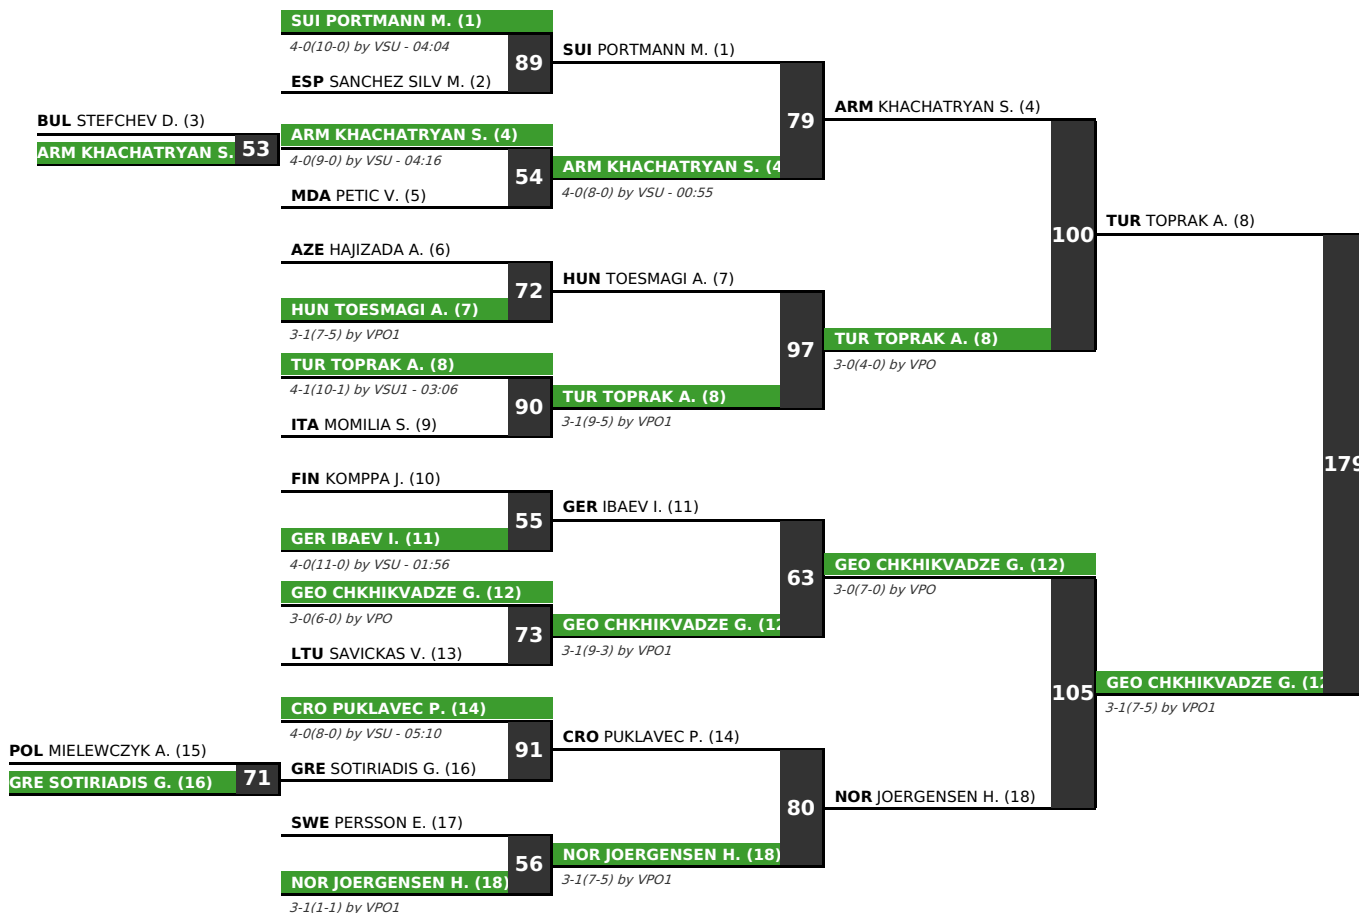 SUI PORTMANN M. (1)
4-0(10-0) by VSU - 04:04
89
ESP SANCHEZ SILV M. (2)
SUI PORTMANN M. (1)
BUL STEFCHEV D. (3)
ARM KHACHATRYAN S.
53
ARM KHACHATRYAN S. (4)
4-0(9-0) by VSU - 04:16
54
MDA PETIC V. (5)
ARM KHACHATRYAN S. (4
4-0(8-0) by VSU - 00:55
79
ARM KHACHATRYAN S. (4)
AZE HAJIZADA A. (6)
72
HUN TOESMAGI A. (7)
3-1(7-5) by VPO1
HUN TOESMAGI A. (7)
TUR TOPRAK A. (8)
4-1(10-1) by VSU1 - 03:06
90
ITA MOMILIA S. (9)
TUR TOPRAK A. (8)
3-1(9-5) by VPO1
97
TUR TOPRAK A. (8)
3-0(4-0) by VPO
100
TUR TOPRAK A. (8)
FIN KOMPPA J. (10)
55
GER IBAEV I. (11)
4-0(11-0) by VSU - 01:56
GER IBAEV I. (11)
GEO CHKHIKVADZE G. (12)
3-0(6-0) by VPO
73
LTU SAVICKAS V. (13)
GEO CHKHIKVADZE G. (12
3-1(9-3) by VPO1
63
GEO CHKHIKVADZE G. (12)
3-0(7-0) by VPO
CRO PUKLAVEC P. (14)
4-0(8-0) by VSU - 05:10
91
POL MIELEWCZYK A. (15)
GRE SOTIRIADIS G. (16)
71
GRE SOTIRIADIS G. (16)
CRO PUKLAVEC P. (14)
SWE PERSSON E. (17)
56
NOR JOERGENSEN H. (18)
3-1(1-1) by VPO1
NOR JOERGENSEN H. (18)
3-1(7-5) by VPO1
80
NOR JOERGENSEN H. (18)
105
GEO CHKHIKVADZE G. (12
3-1(7-5) by VPO1
179